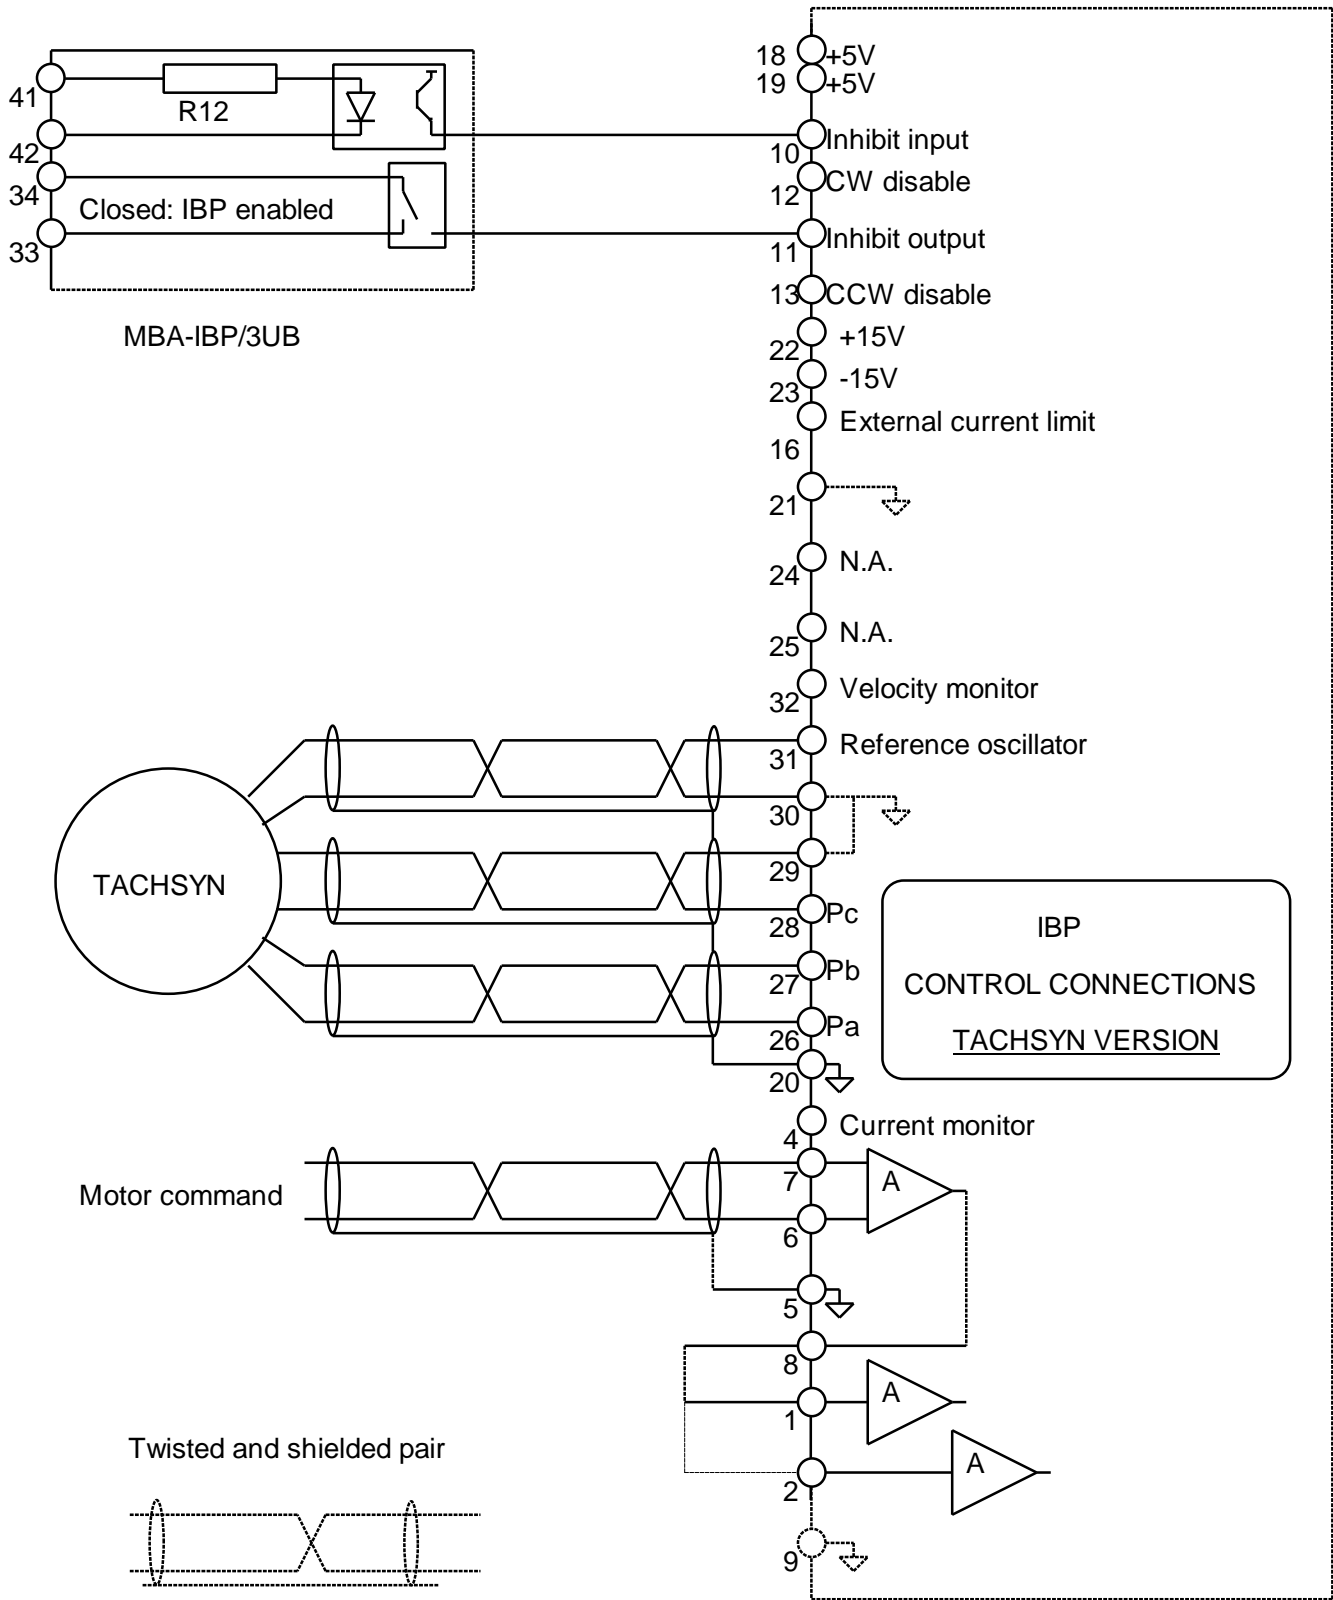 18 +5V
19 +5V
41
R12
42
10 Inhibit input
34
12 CW disable
Closed: IBP enabled
33
11 Inhibit output
13 CCW disable
MBA-IBP/3UB
22 +15V
23 -15V
External current limit
16
21
24 N.A.
25 N.A.
32 Velocity monitor
31 Reference oscillator
30
29
TACHSYN
28 Pc
27 Pb
26 Pa
20
IBP
CONTROL CONNECTIONS
TACHSYN VERSION
4 Current monitor
7 A
Motor command
6
5
8
1 A
Twisted and shielded pair
2 A
9